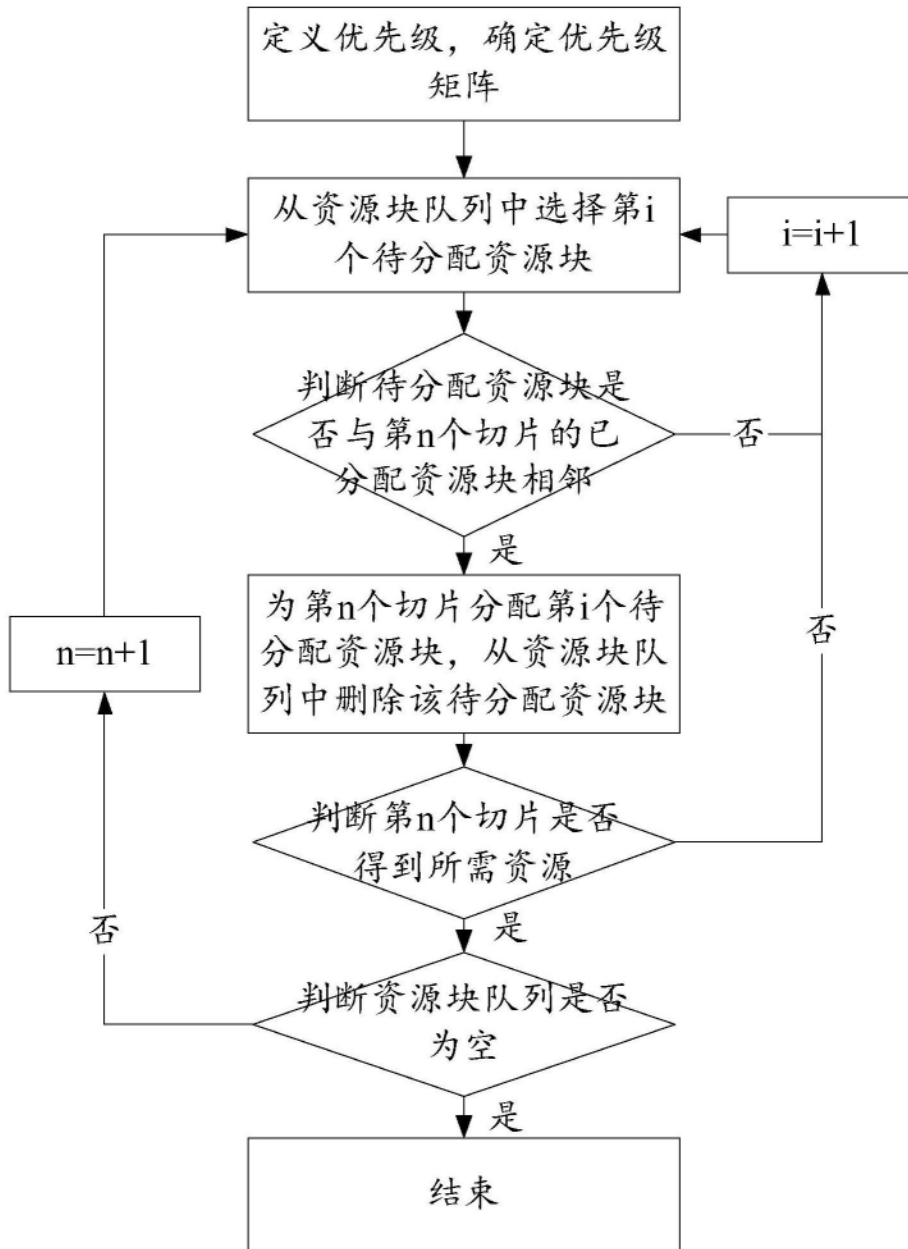 定义优先级，确定优先级
矩阵
从资源块队列中选择第i
个待分配资源块
i=i+1
判断待分配资源块是
否与第n个切片的已
分配资源块相邻
否
是
为第n个切片分配第i个待
分配资源块，从资源块队
列中删除该待分配资源块
n=n+1
否
判断第n个切片是否
得到所需资源
是
否
判断资源块队列是否
为空
是
结束